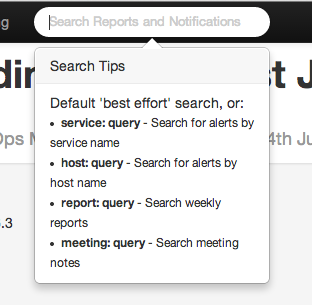 g
Search Reports and Notifications
Search Tips
Default 'best effort' search, or:
• service: query - Search for alerts by
service name
• host: query - Search for alerts by
host name
• report: query - Search weekly
reports
• meeting: query - Search meeting
notes
st J
4th Ju
.3